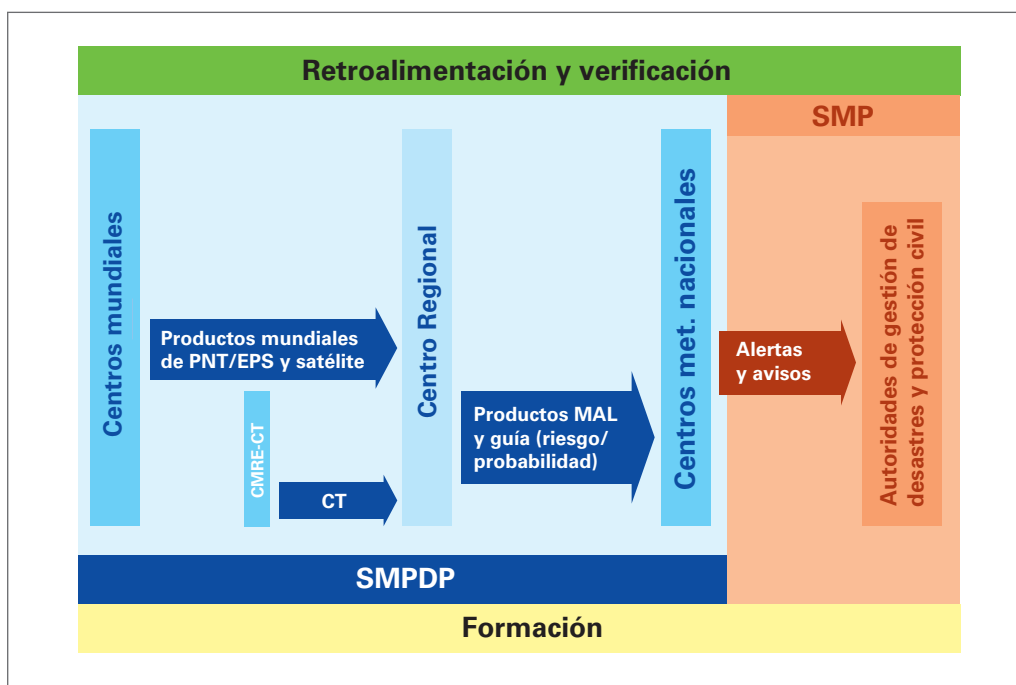 Retroalimentación y verificación
SMP
Centros mundiales
Productos mundiales
de PNT/EPS y satélite
CMRE-CT
CT
Centro Regional
Productos MAL
y guía (riesgo/
probabilidad)
Centros met. nacionales
Alertas
y avisos
Autoridades de gestión de
desastres y protección civil
SMPDP
Formación